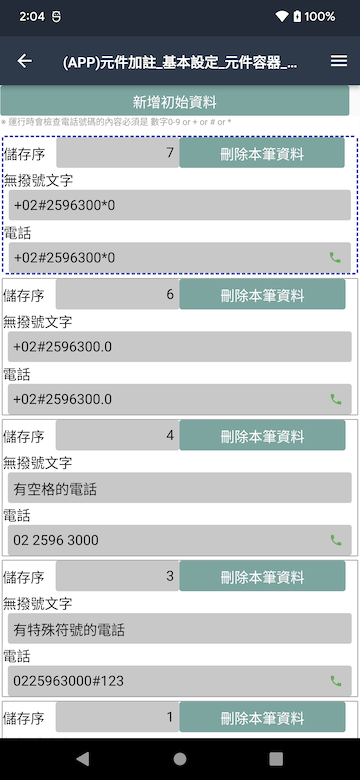 2:04
100%
(APP)元件加註_基本設定_元件容器_...
新增初始資料
※ 運行時會檢查電話號碼的內容必須是 數字0-9 or + or # or *
儲存序 7 刪除本筆資料
無撥號文字
+02#2596300*0
電話
+02#2596300*0
儲存序 6 刪除本筆資料
無撥號文字
+02#2596300.0
電話
+02#2596300.0
儲存序 4 刪除本筆資料
無撥號文字
有空格的電話
電話
02 2596 3000
儲存序 3 刪除本筆資料
無撥號文字
有特殊符號的電話
電話
0225963000#123
儲存序 1 刪除本筆資料